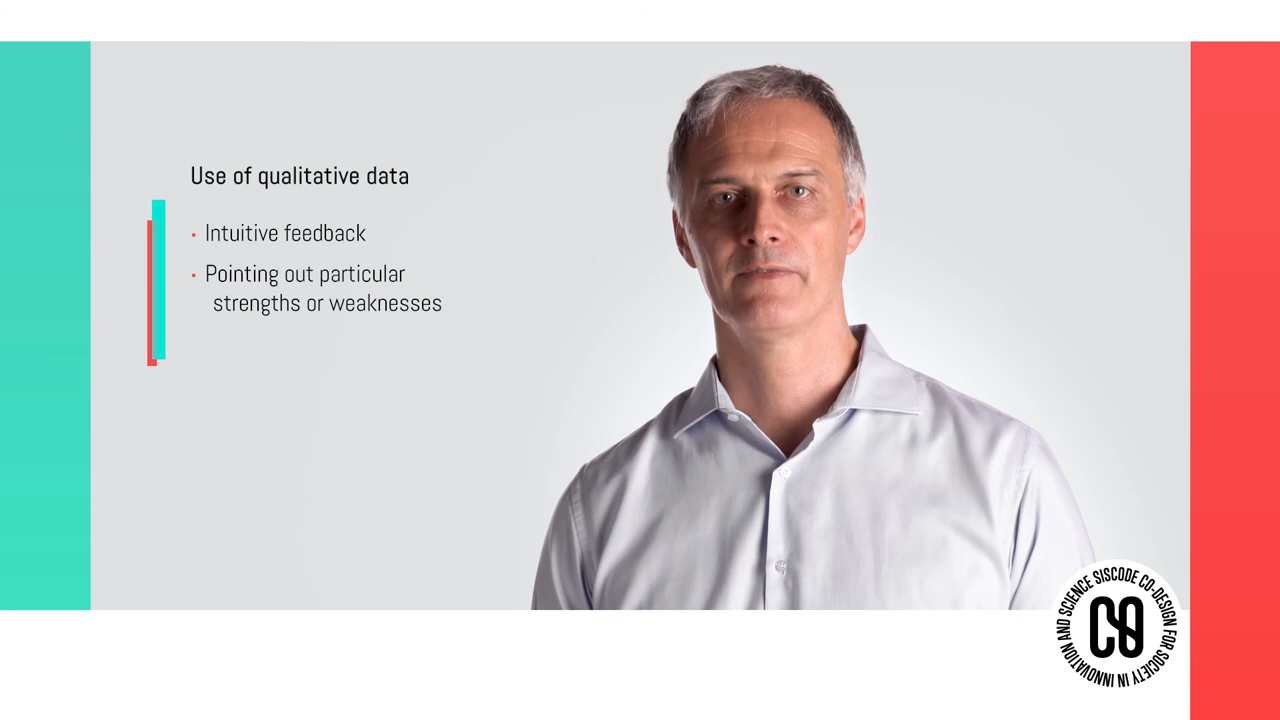 Use of qualitative data
• Intuitive feedback
• Pointing out particular
strengths or weaknesses
SISCODE CO-DESIGN FOR SOCIETY IN INNOVATION AND SCIENCE
CO